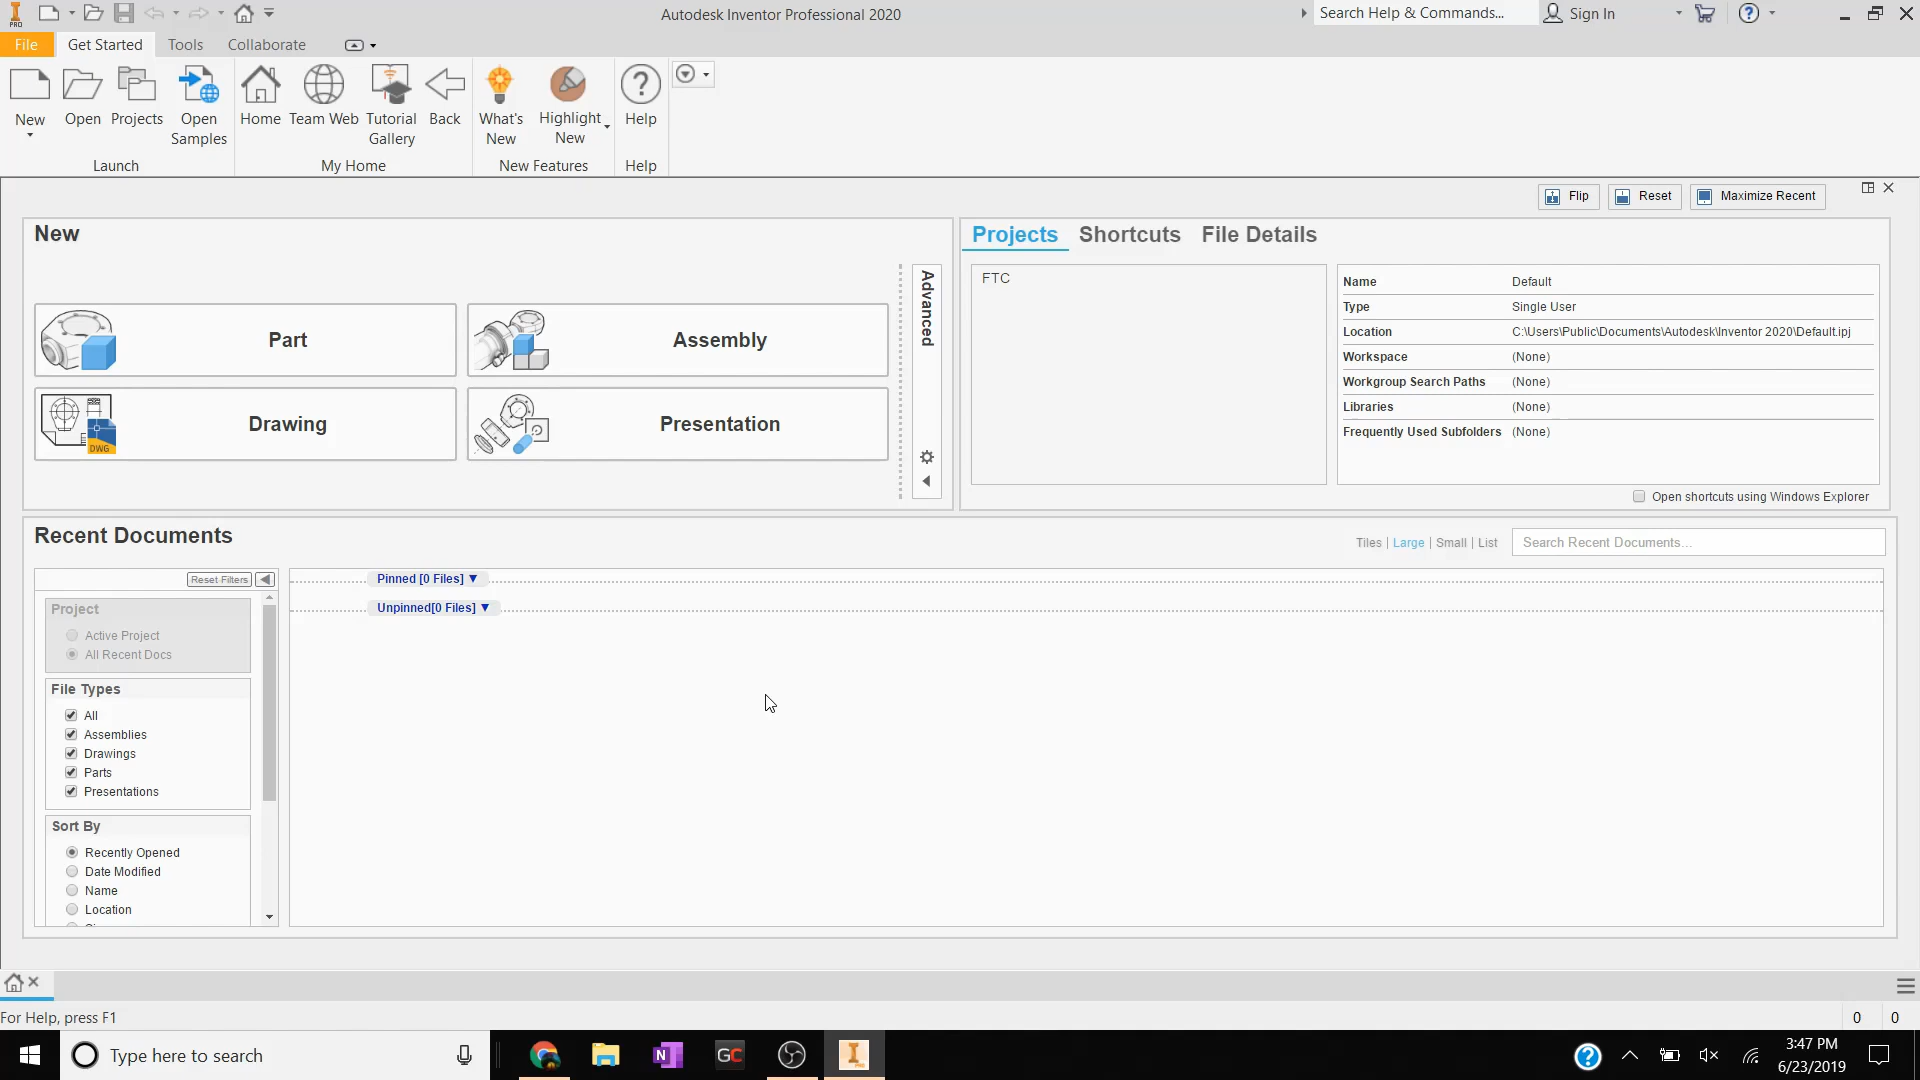 PRO
Autodesk Inventor Professional 2020
Search Help & Commands...
Sign In
File
Get Started
Tools
Collaborate
New
Open
Projects
Open
Samples
Home
Team Web
Tutorial
Gallery
Back
What's
New
Highlight
New
Help
Launch
My Home
New Features
Help
Flip
Reset
Maximize Recent
New
Part
Assembly
Drawing
DWG
Presentation
Advanced
Projects
Shortcuts
File Details
FTC
Name Default
Type Single User
Location C:\Users\Public\Documents\Autodesk\Inventor 2020\Default.ipj
Workspace (None)
Workgroup Search Paths (None)
Libraries (None)
Frequently Used Subfolders (None)
Open shortcuts using Windows Explorer
Recent Documents
Tiles | Large | Small | List
Search Recent Documents...
Reset Filters
Pinned [0 Files]
Unpinned[0 Files]
Project
Active Project
All Recent Docs
File Types
All
Assemblies
Drawings
Parts
Presentations
Sort By
Recently Opened
Date Modified
Name
Location
For Help, press F1
0 0
Type here to search
N
GC
I
PRO
3:47 PM
6/23/2019